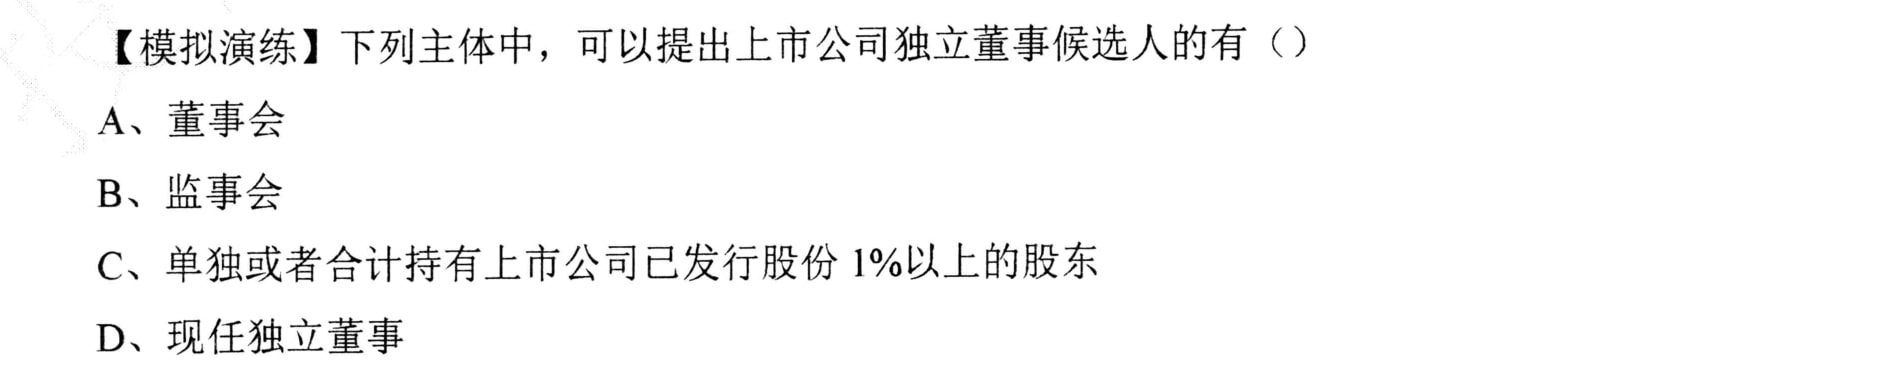 【模拟演练】下列主体中，可以提出上市公司独立董事候选人的有（）
A、董事会
B、监事会
C、单独或者合计持有上市公司已发行股份 1%以上的股东
D、现任独立董事